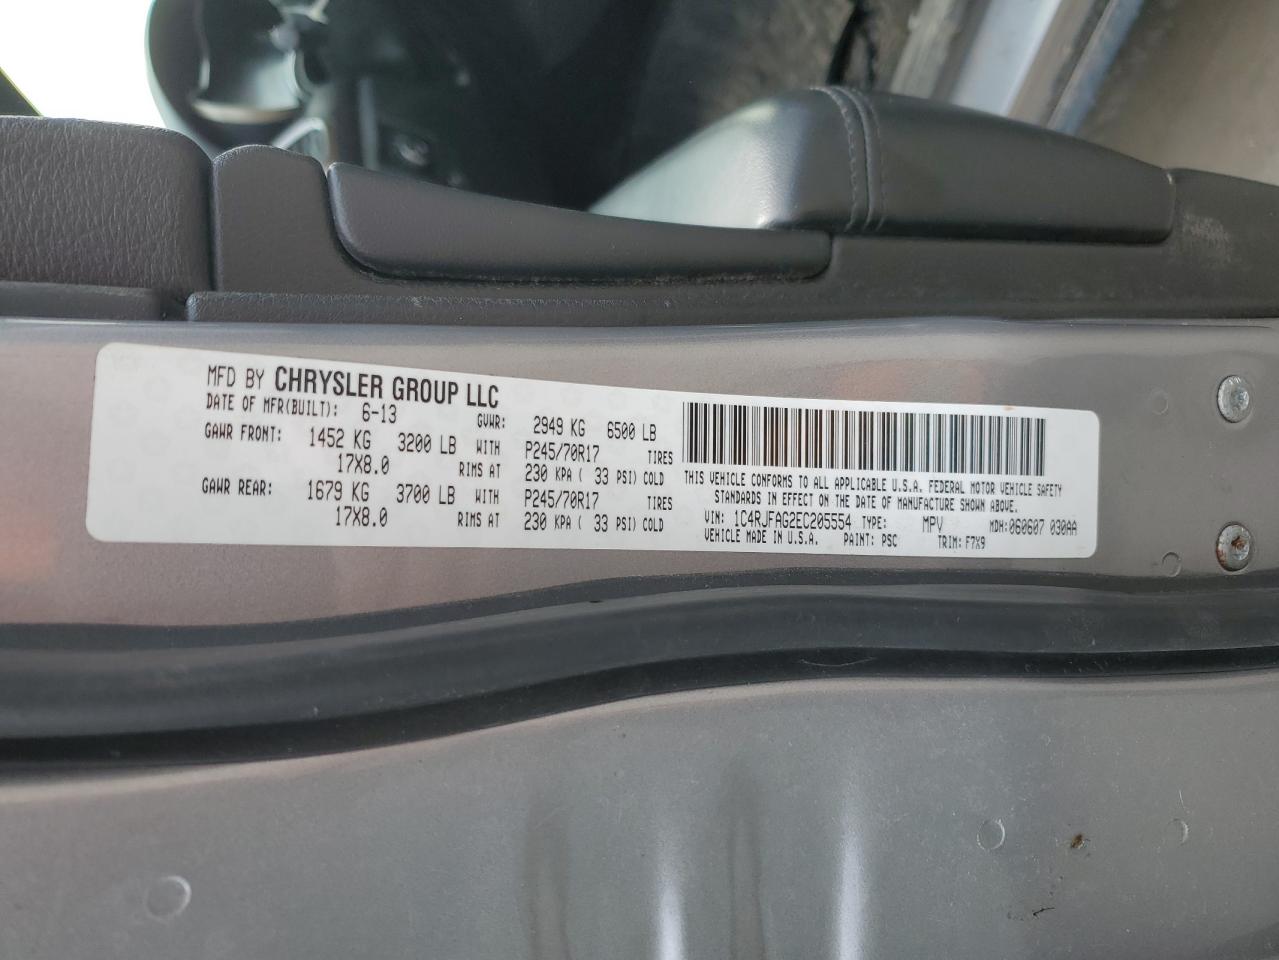 MFD BY CHRYSLER GROUP LLC
DATE OF MFR(BUILT): 6-13 GVWR: 2949 KG 6500 LB
GAWR FRONT: 1452 KG 3200 LB WITH P245/70R17 TIRES
17X8.0 RIMS AT 230 KPA ( 33 PSI) COLD
GAWR REAR: 1679 KG 3700 LB WITH P245/70R17 TIRES
17X8.0 RIMS AT 230 KPA ( 33 PSI) COLD
THIS VEHICLE CONFORMS TO ALL APPLICABLE U.S.A. FEDERAL MOTOR VEHICLE SAFETY
STANDARDS IN EFFECT ON THE DATE OF MANUFACTURE SHOWN ABOVE.
VIN: 1C4RJFAG2EC205554 TYPE: MPV MDH: 060607 030AA
VEHICLE MADE IN U.S.A. PAINT: PSC TRIM: F7X9